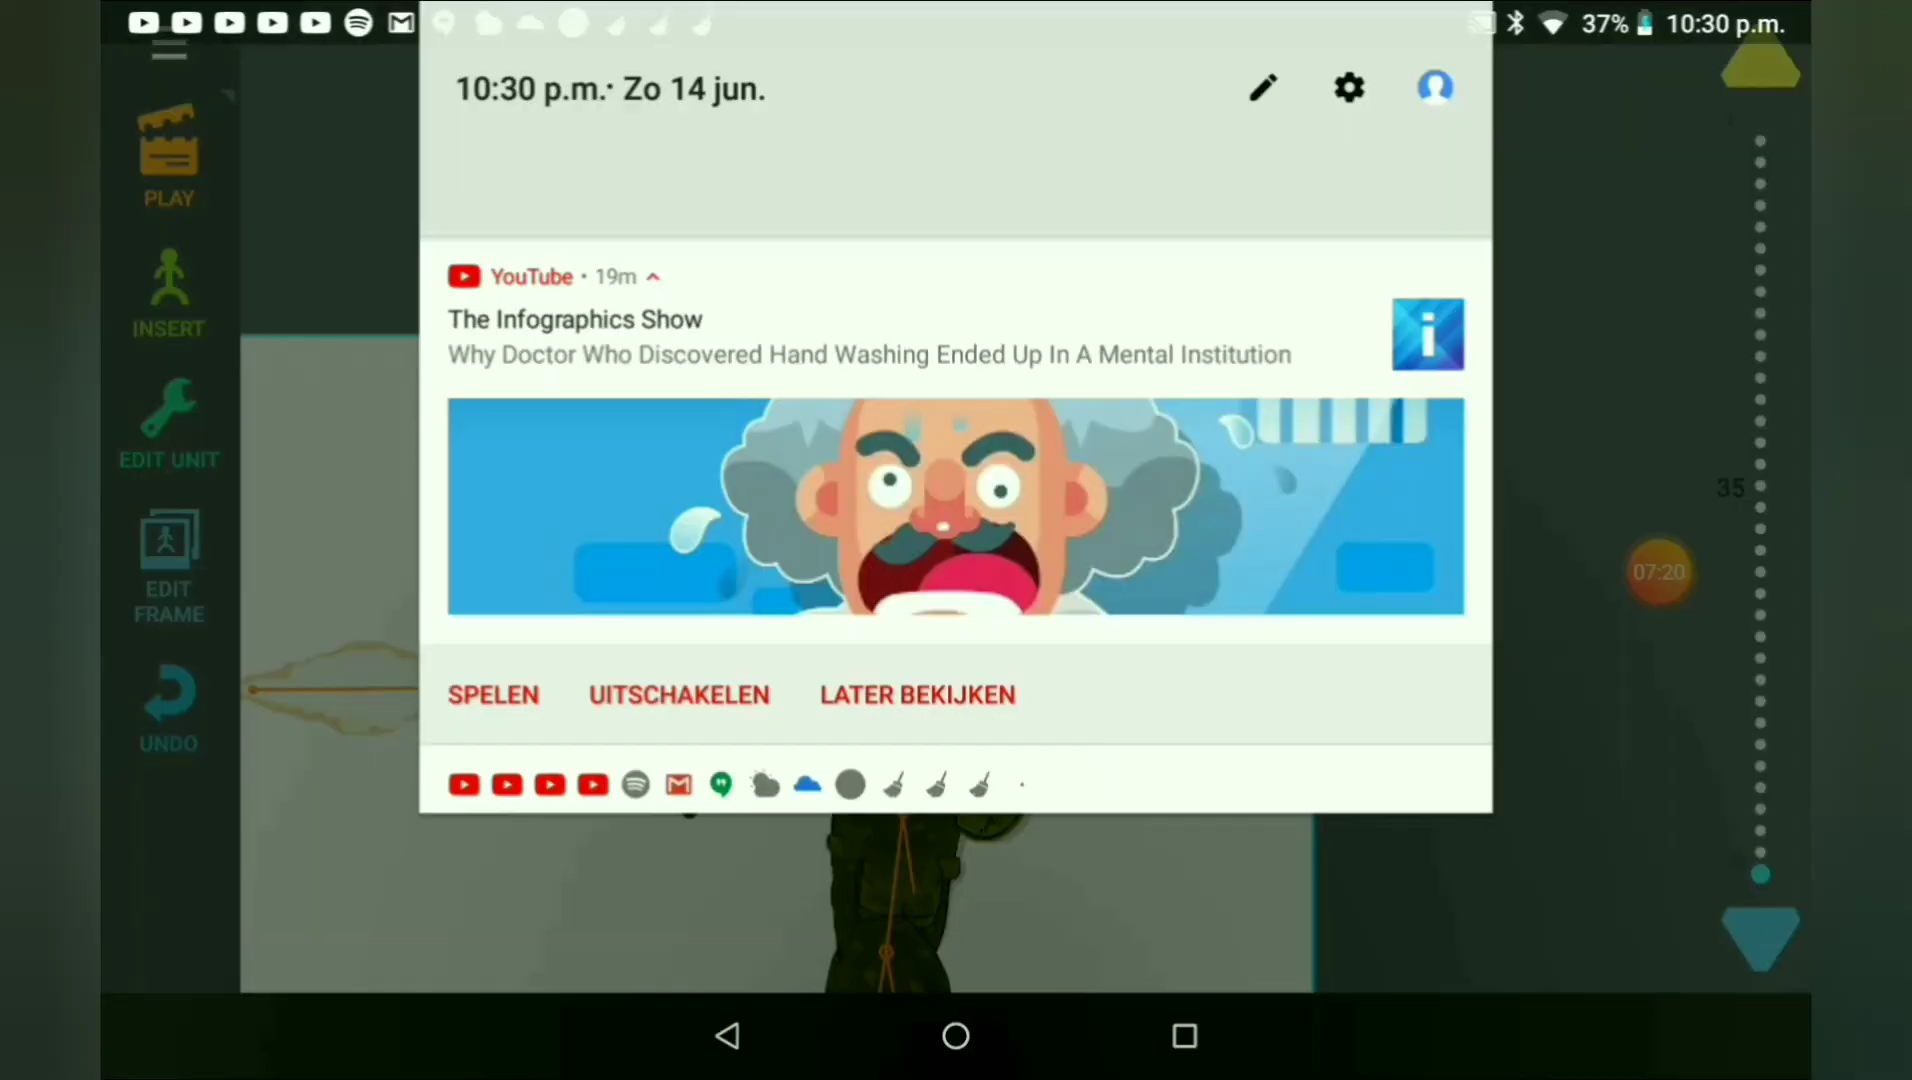 37% 10:30 p.m.
10:30 p.m.· Zo 14 jun.
PLAY
INSERT
EDIT UNIT
EDIT
FRAME
UNDO
YouTube · 19m
The Infographics Show
Why Doctor Who Discovered Hand Washing Ended Up In A Mental Institution
i
35
07:20
SPELEN UITSCHAKELEN LATER BEKIJKEN